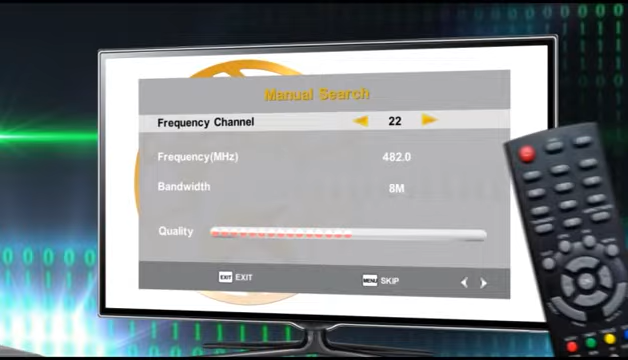 Manual Search
Frequency Channel 22
Frequency(MHz) 482.0
Bandwidth 8M
Quality
EXIT EXIT MENU SKIP